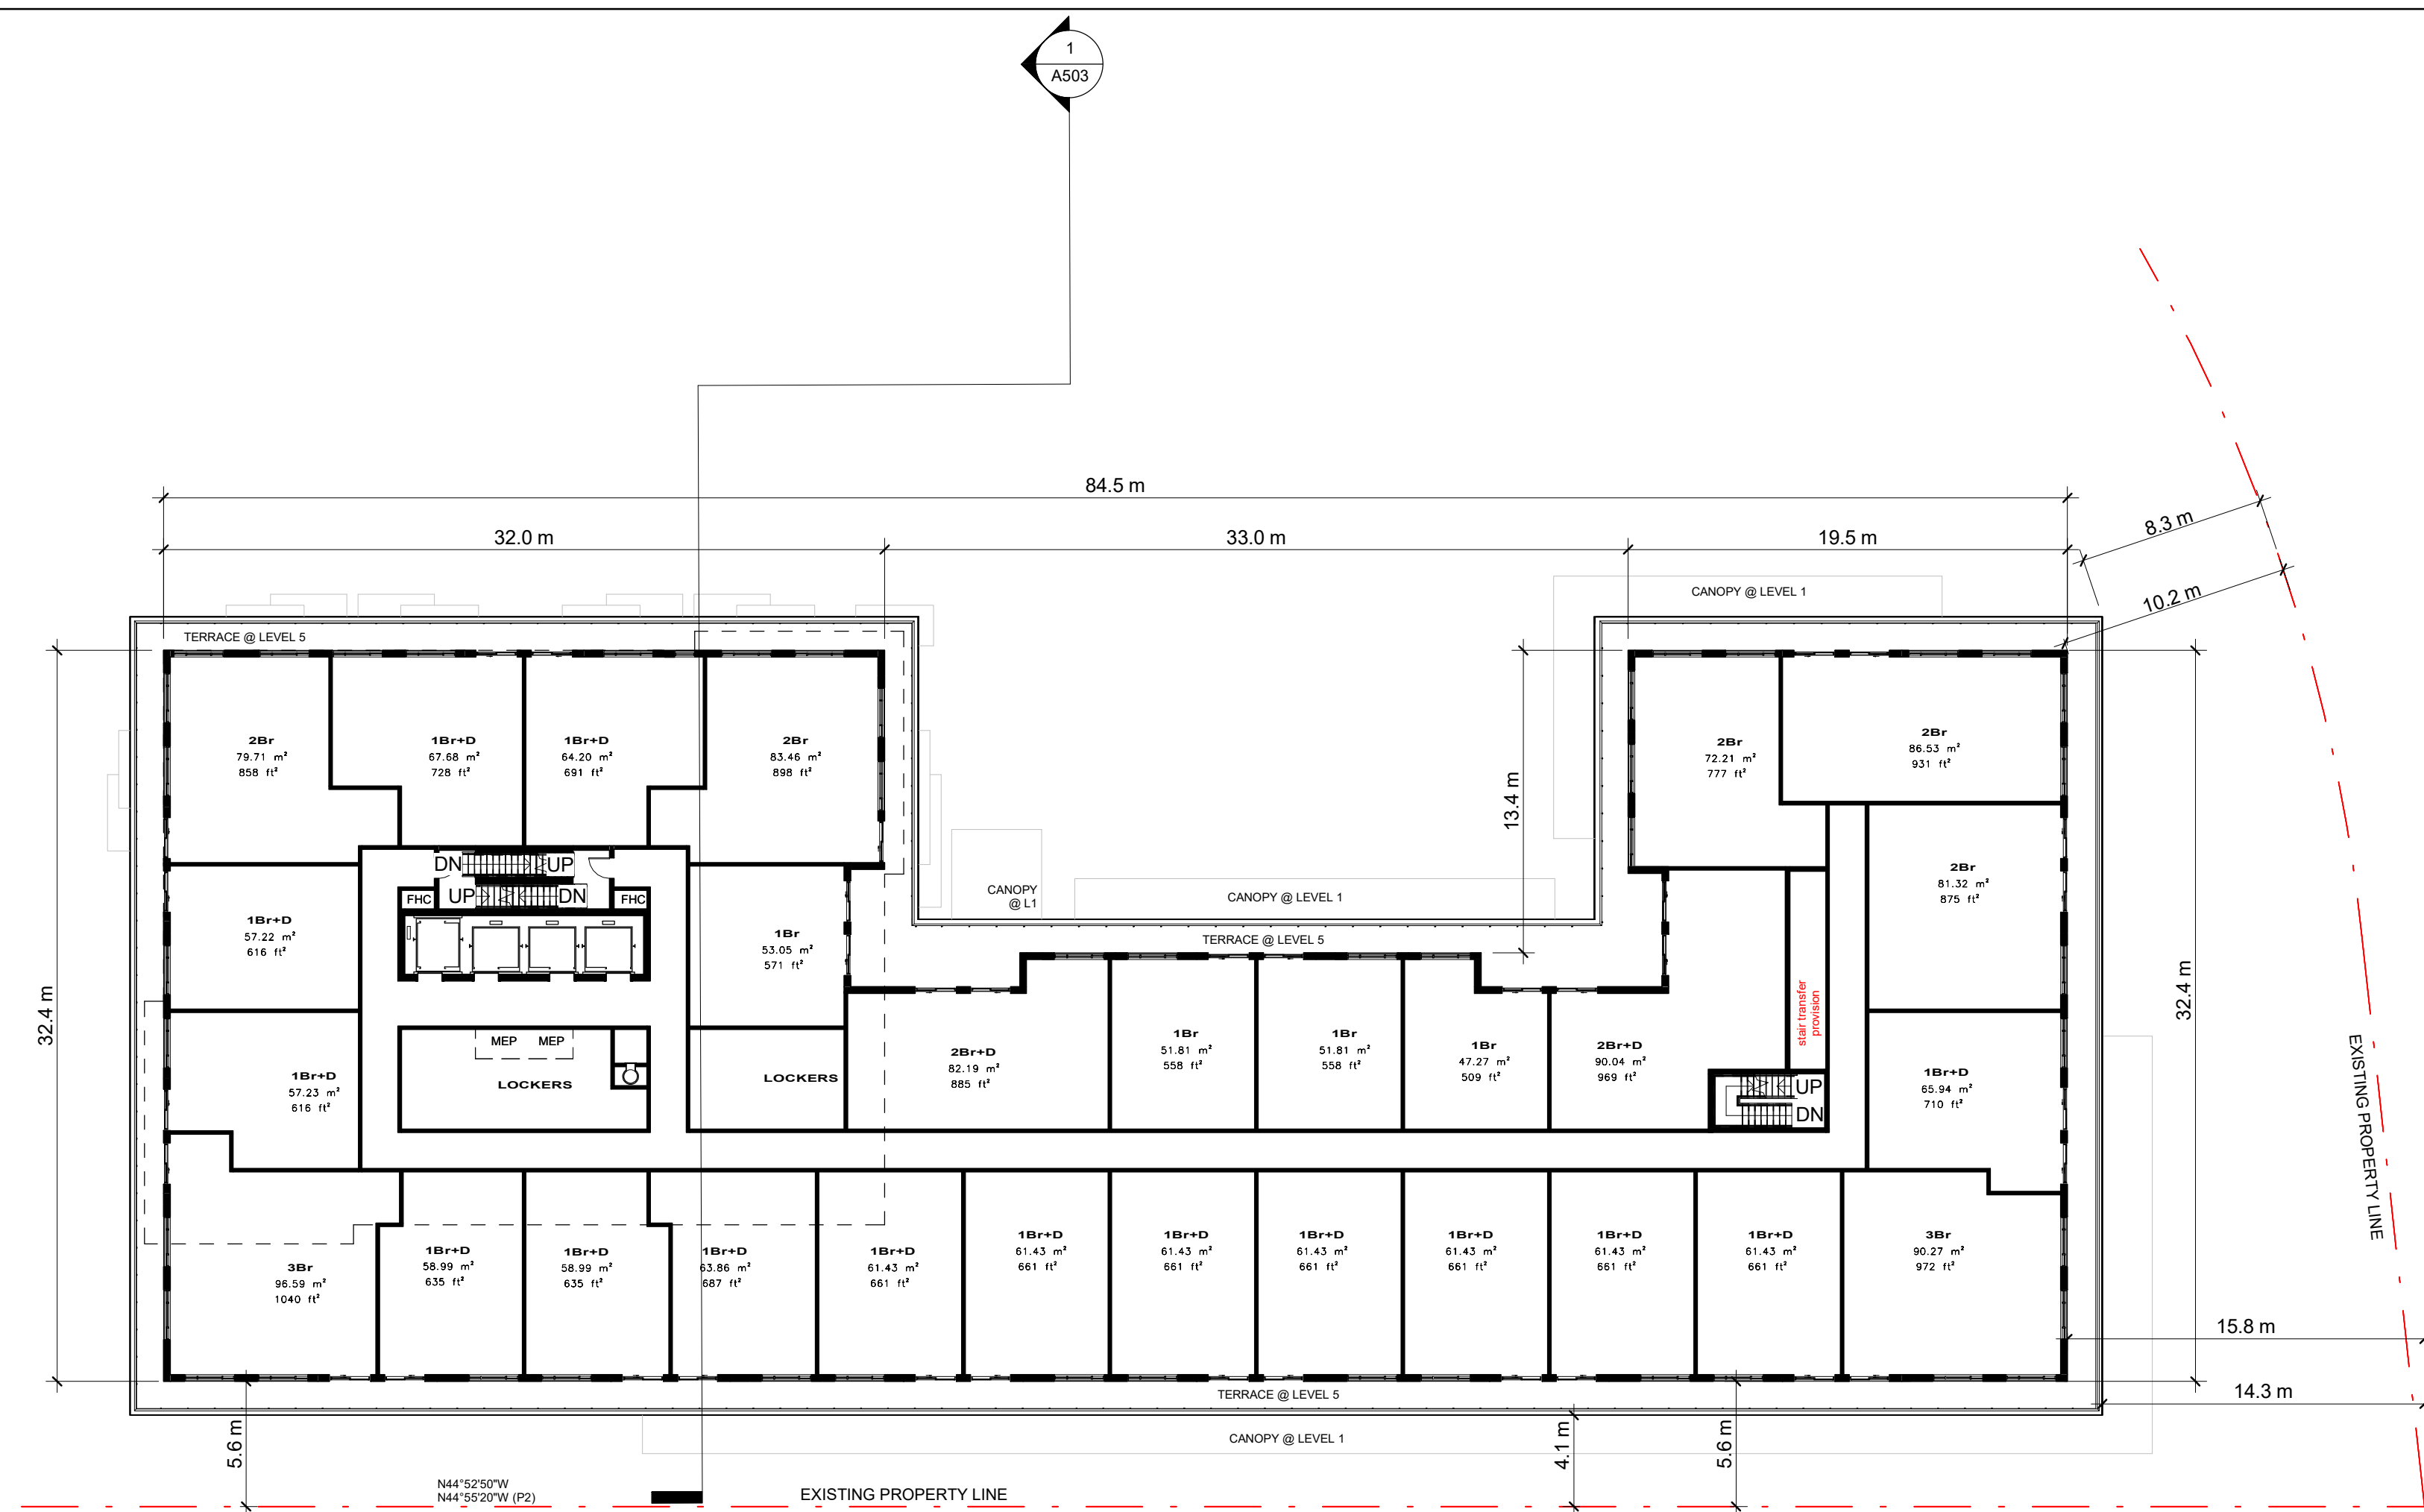 1
A503
84.5 m
32.0 m
33.0 m
19.5 m
8.3 m
10.2 m
CANOPY @ LEVEL 1
TERRACE @ LEVEL 5
2Br
79.71 m²
858 ft²
1Br+D
67.68 m²
728 ft²
1Br+D
64.20 m²
691 ft²
2Br
83.46 m²
898 ft²
2Br
72.21 m²
777 ft²
2Br
86.53 m²
931 ft²
13.4 m
DN
UP
UP
DN
FHC
FHC
CANOPY
@ L1
CANOPY @ LEVEL 1
2Br
81.32 m²
875 ft²
1Br+D
57.22 m²
616 ft²
1Br
53.05 m²
571 ft²
TERRACE @ LEVEL 5
32.4 m
32.4 m
stair transfer
provision
MEP
MEP
LOCKERS
LOCKERS
1Br+D
57.23 m²
616 ft²
2Br+D
82.19 m²
885 ft²
1Br
51.81 m²
558 ft²
1Br
51.81 m²
558 ft²
1Br
47.27 m²
509 ft²
2Br+D
90.04 m²
969 ft²
UP
DN
1Br+D
65.94 m²
710 ft²
EXISTING PROPERTY LINE
3Br
96.59 m²
1040 ft²
1Br+D
58.99 m²
635 ft²
1Br+D
58.99 m²
635 ft²
1Br+D
63.86 m²
687 ft²
1Br+D
61.43 m²
661 ft²
1Br+D
61.43 m²
661 ft²
1Br+D
61.43 m²
661 ft²
1Br+D
61.43 m²
661 ft²
1Br+D
61.43 m²
661 ft²
1Br+D
61.43 m²
661 ft²
1Br+D
61.43 m²
661 ft²
3Br
90.27 m²
972 ft²
15.8 m
14.3 m
TERRACE @ LEVEL 5
CANOPY @ LEVEL 1
5.6 m
4.1 m
5.6 m
N44°52'50"W
N44°55'20"W (P2)
EXISTING PROPERTY LINE